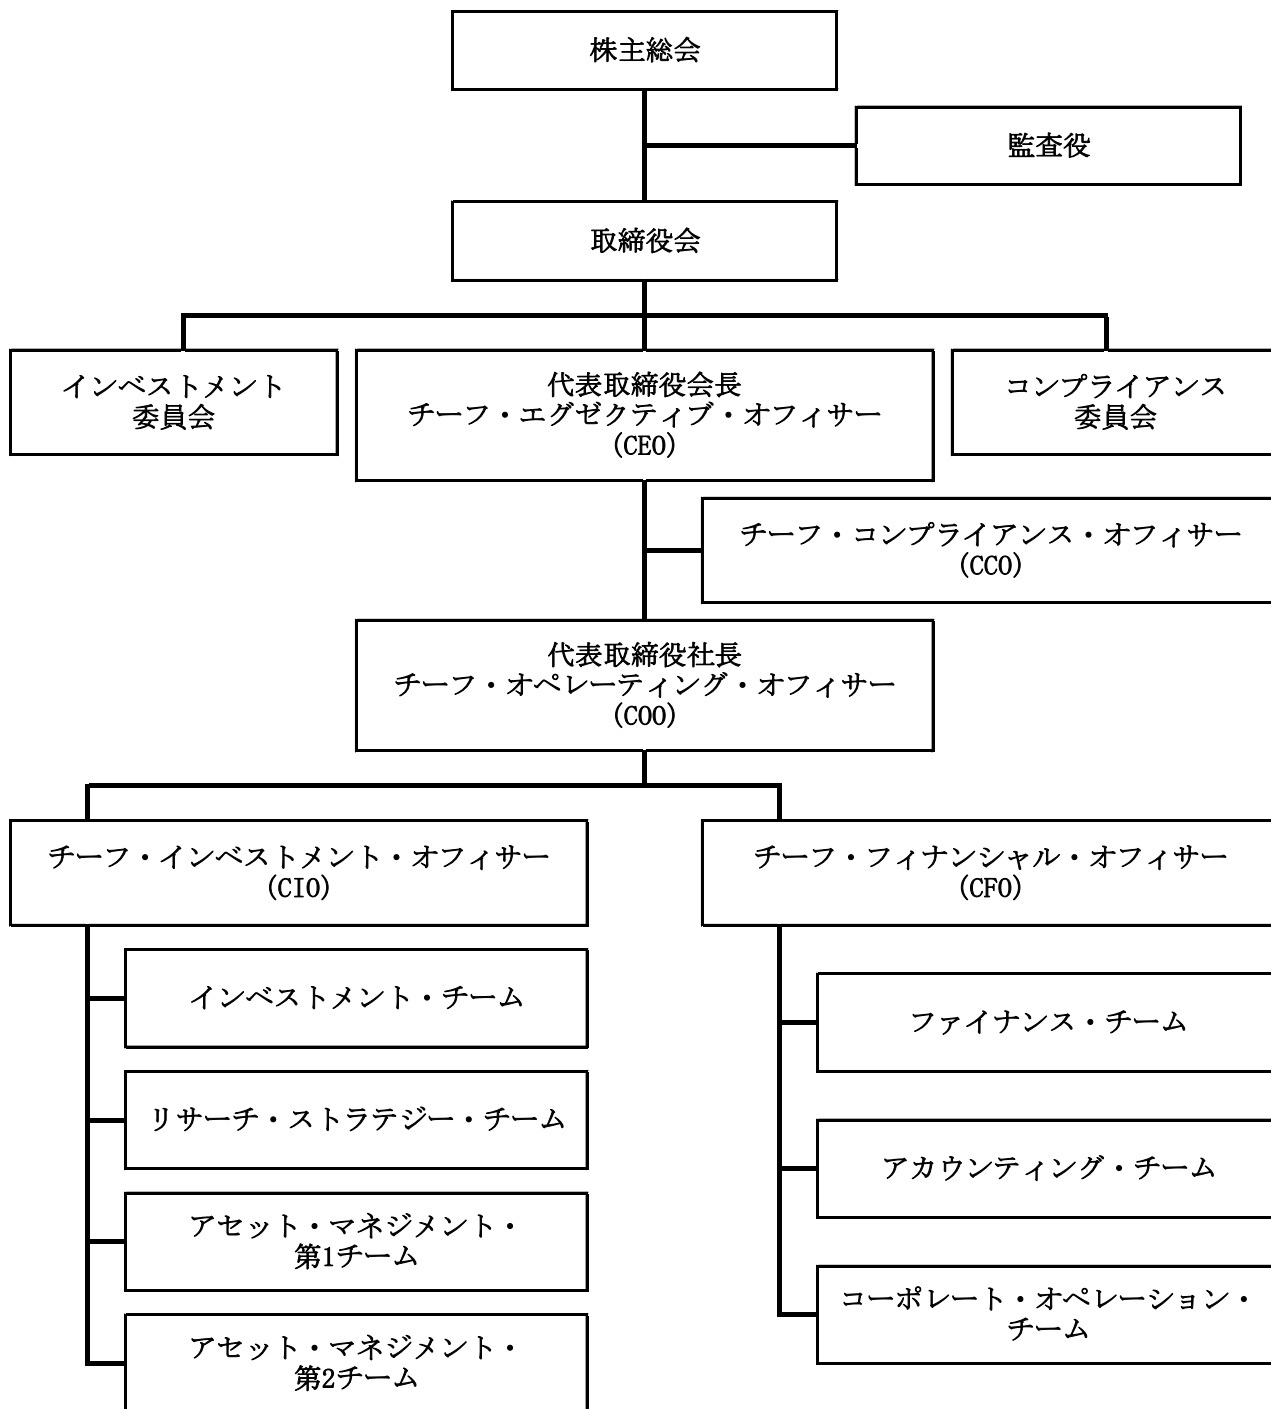 株主総会
監査役
取締役会
インベストメント
委員会
代表取締役会長
チーフ・エグゼクティブ・オフィサー
(CEO)
コンプライアンス
委員会
チーフ・コンプライアンス・オフィサー
(CCO)
代表取締役社長
チーフ・オペレーティング・オフィサー
(COO)
チーフ・インベストメント・オフィサー
(CIO)
チーフ・フィナンシャル・オフィサー
(CFO)
インベストメント・チーム
リサーチ・ストラテジー・チーム
アセット・マネジメント・
第1チーム
アセット・マネジメント・
第2チーム
ファイナンス・チーム
アカウンティング・チーム
コーポレート・オペレーション・
チーム